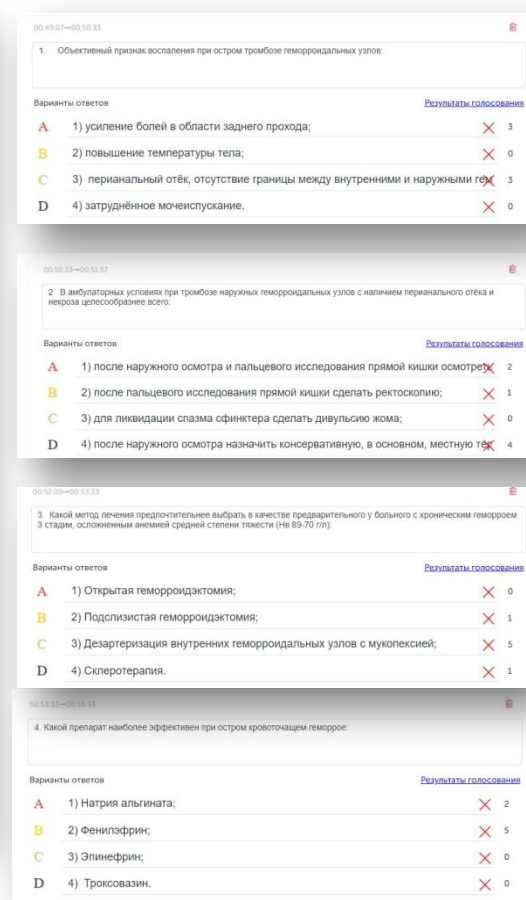 00:49:07→00:50:33
1. Объективный признак воспаления при остром тромбозе геморроидальных узлов:
Варианты ответов Результаты голосования
A 1) усиление болей в области заднего прохода; 3
B 2) повышение температуры тела; 0
C 3) перианальный отёк, отсутствие границы между внутренними и наружными 3
D 4) затруднённое мочеиспускание. 0
00:50:33→00:51:57
2 В амбулаторных условиях при тромбозе наружных геморроидальных узлов с наличием перианального отёка и
некроза целесообразнее всего:
Варианты ответов Результаты голосования
A 1) после наружного осмотра и пальцевого исследования прямой кишки осмотреть 2
B 2) после пальцевого исследования прямой кишки сделать ректоскопию; 1
C 3) для ликвидации спазма сфинктера сделать дивульсию жома; 0
D 4) после наружного осмотра назначить консервативную, в основном, местную 4
00:52:03→00:53:33
3. Какой метод лечения предпочтительнее выбрать в качестве предварительного у больного с хроническим геморроем
3 стадии, осложненным анемией средней степени тяжести (Нв 89-70 г/л):
Варианты ответов Результаты голосования
A 1) Открытая геморроидэктомия; 0
B 2) Подслизистая геморроидэктомия; 1
C 3) Дезартеризация внутренних геморроидальных узлов с мукопексией; 5
D 4) Склеротерапия. 1
00:53:33→00:55:33
4. Какой препарат наиболее эффективен при остром кровоточащем геморрое:
Варианты ответов Результаты голосования
A 1) Натрия альгината; 2
B 2) Фенилэфрин; 5
C 3) Эпинефрин; 0
D 4) Троксовазин. 0